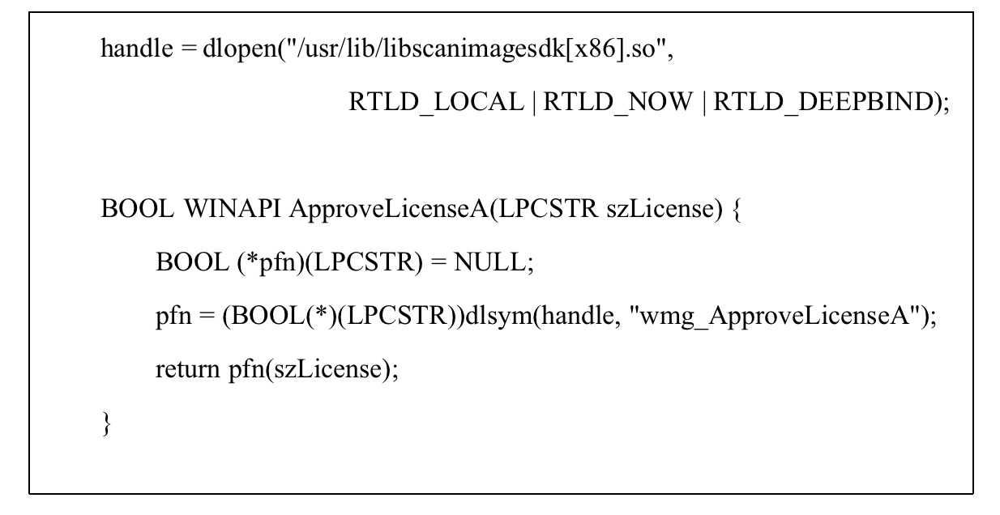 handle = dlopen("/usr/lib/libscanimagesdk[x86].so",
RTLD_LOCAL | RTLD_NOW | RTLD_DEEPBIND);
BOOL WINAPI ApproveLicenseA(LPCSTR szLicense) {
BOOL (*pfn)(LPCSTR) = NULL;
pfn = (BOOL(*)(LPCSTR))dlsym(handle, "wmg_ApproveLicenseA");
return pfn(szLicense);
}